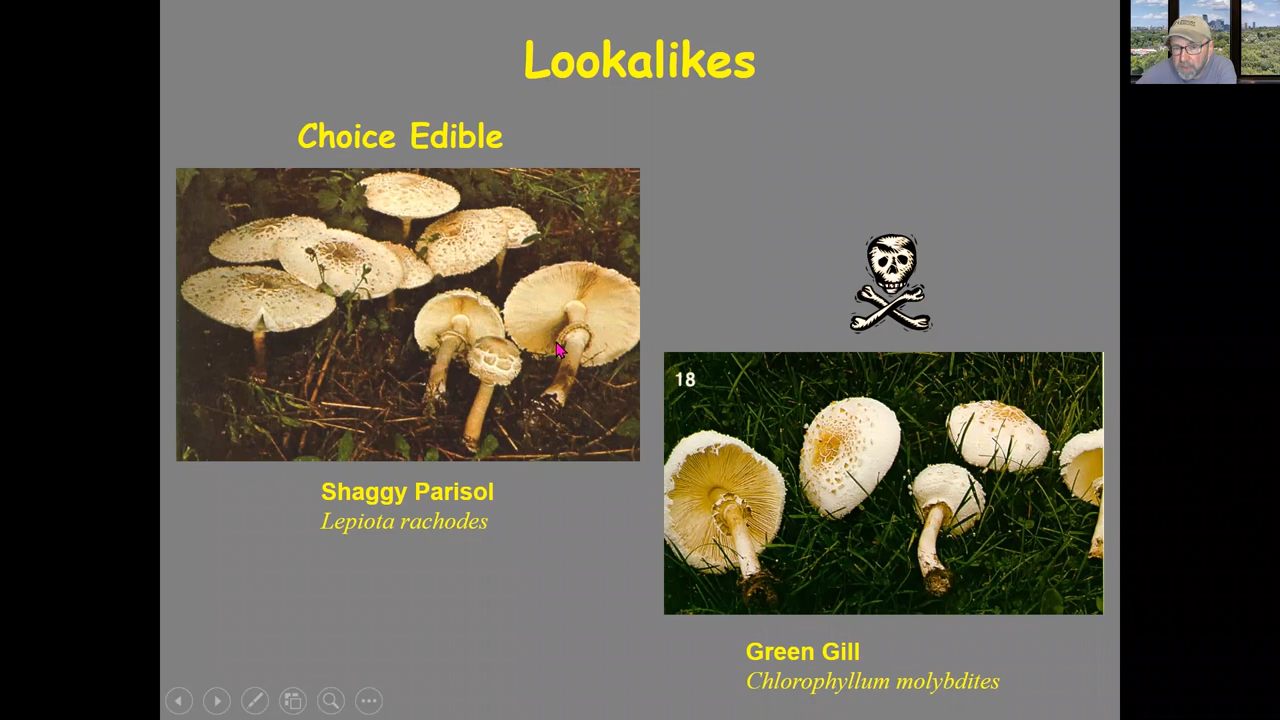 Lookalikes
Choice Edible
Shaggy Parisol
Lepiota rachodes
18
Green Gill
Chlorophyllum molybdites